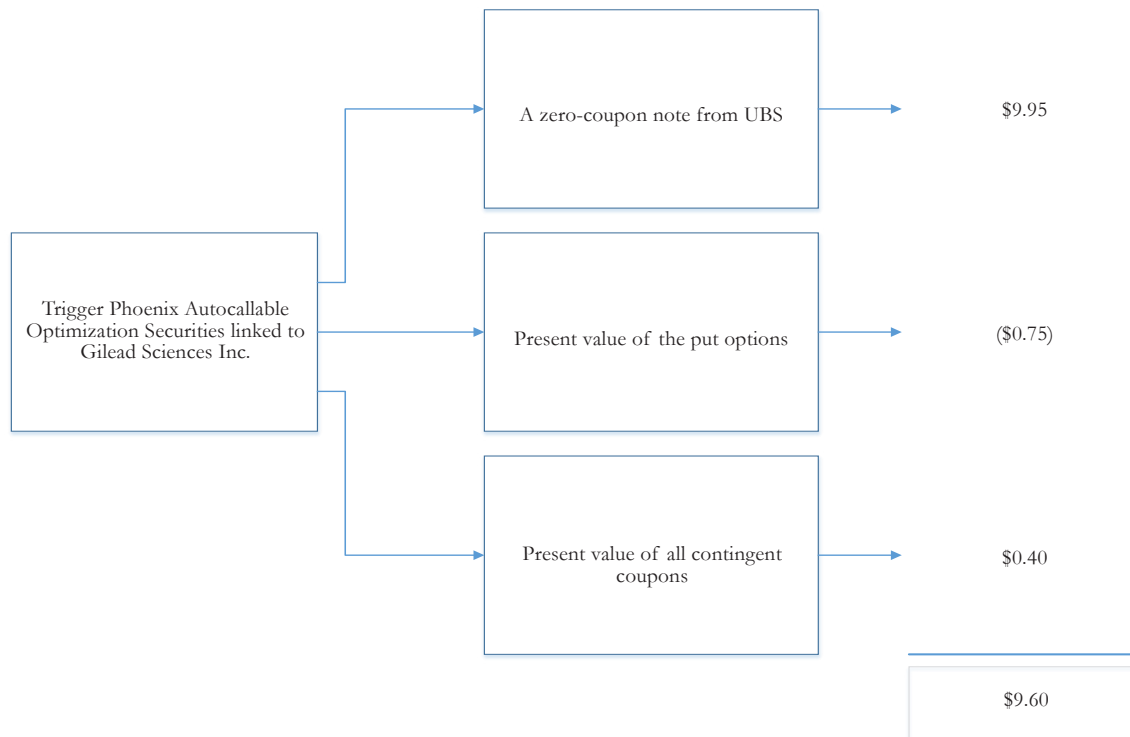 A zero-coupon note from UBS
$9.95
Trigger Phoenix Autocallable
Optimization Securities linked to
Gilead Sciences Inc.
Present value of the put options
($0.75)
Present value of all contingent
coupons
$0.40
$9.60